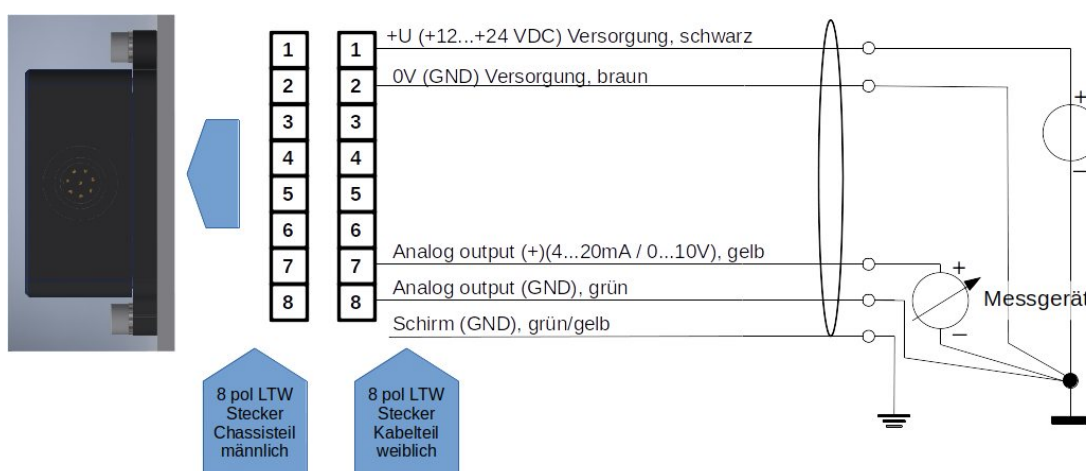 +U (+12...+24 VDC) Versorgung, schwarz
0V (GND) Versorgung, braun
1 1
2 2
3 3
4 4
5 5
6 6
7 7
8 8
+
−
Analog output (+)(4...20mA / 0...10V), gelb
Analog output (GND), grün
Schirm (GND), grün/gelb
+
Messgerät
−
8 pol LTW
Stecker
Chassisteil
männlich
8 pol LTW
Stecker
Kabelteil
weiblich